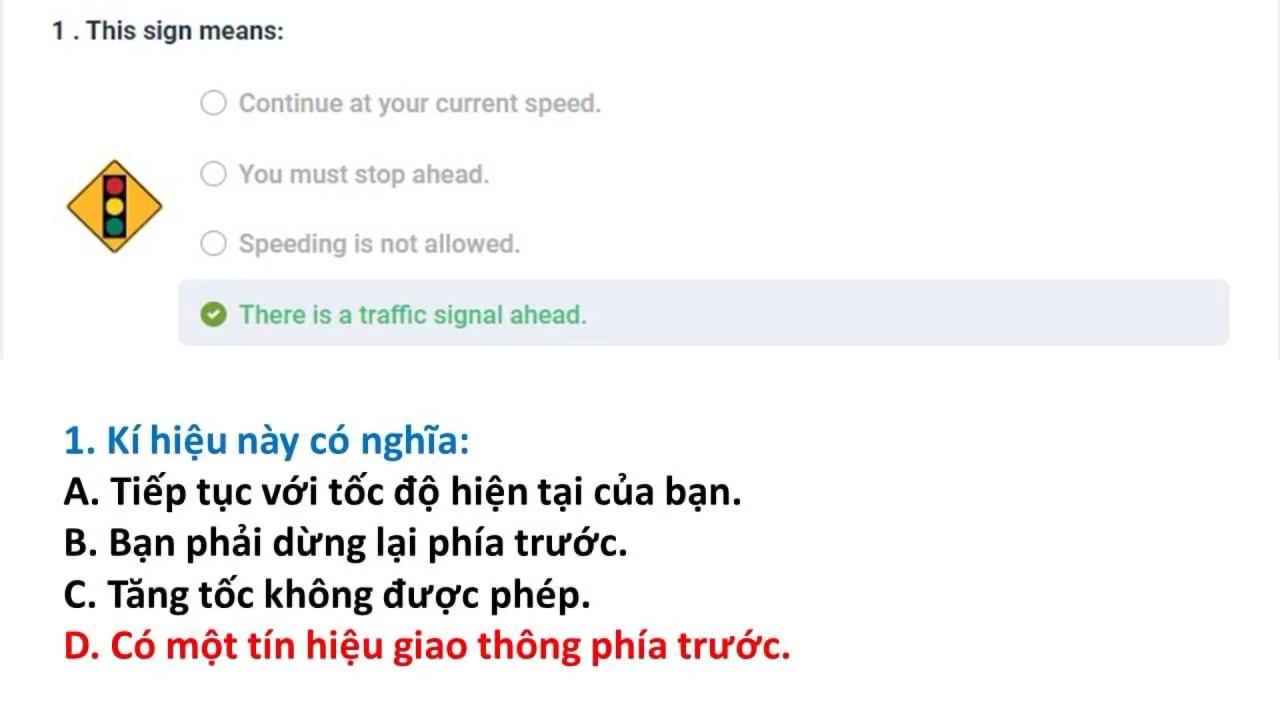 1 . This sign means:
Continue at your current speed.
You must stop ahead.
Speeding is not allowed.
There is a traffic signal ahead.
1. Kí hiệu này có nghĩa:
A. Tiếp tục với tốc độ hiện tại của bạn.
B. Bạn phải dừng lại phía trước.
C. Tăng tốc không được phép.
D. Có một tín hiệu giao thông phía trước.